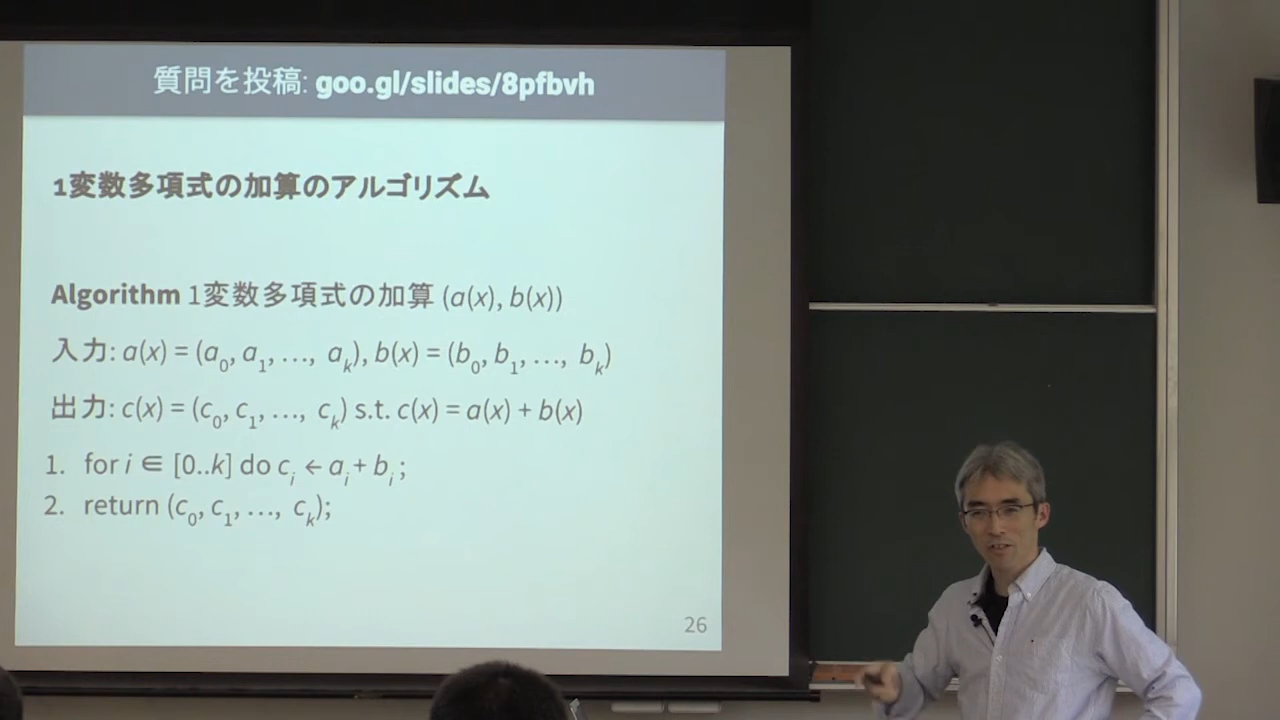 質問を投稿: goo.gl/slides/8pfbvh
1変数多項式の加算のアルゴリズム
Algorithm 1変数多項式の加算 (a(x), b(x))
入力: a(x) = (a₀, a₁, …, aₖ), b(x) = (b₀, b₁, …, bₖ)
出力: c(x) = (c₀, c₁, …, cₖ) s.t. c(x) = a(x) + b(x)
1. for i ∈ [0..k] do cᵢ ← aᵢ + bᵢ ;
2. return (c₀, c₁, …, cₖ);
26